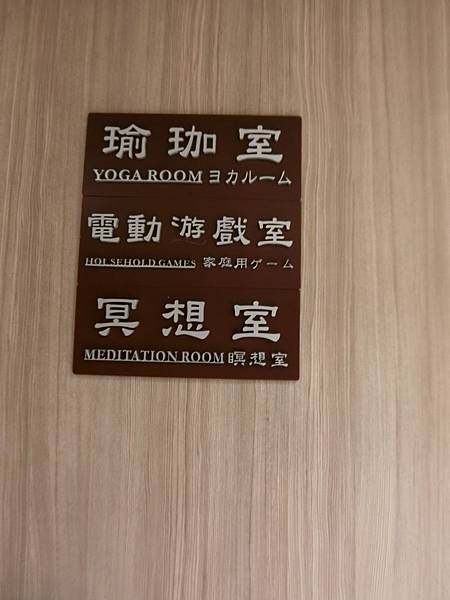 瑜珈室
YOGA ROOM ヨカルーム
電動游戲室
HOUSEHOLD GAMES 家庭用ゲーム
冥想室
MEDITATION ROOM 瞑想室